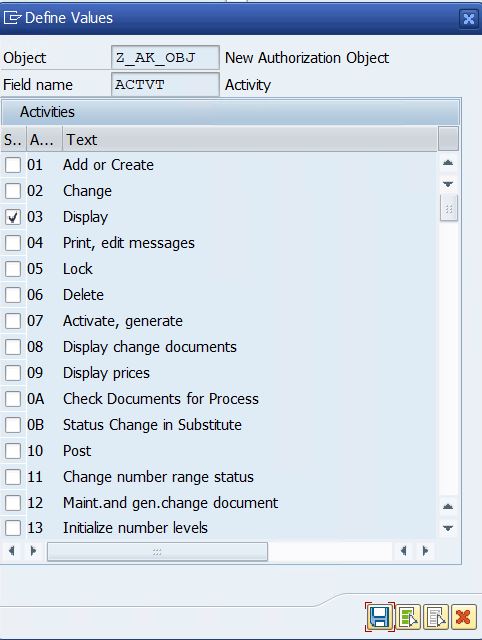 Define Values
Object Z_AK_OBJ New Authorization Object
Field name ACTVT Activity
Activities
S.. A... Text
01 Add or Create
02 Change
03 Display
04 Print, edit messages
05 Lock
06 Delete
07 Activate, generate
08 Display change documents
09 Display prices
0A Check Documents for Process
0B Status Change in Substitute
10 Post
11 Change number range status
12 Maint.and gen.change document
13 Initialize number levels